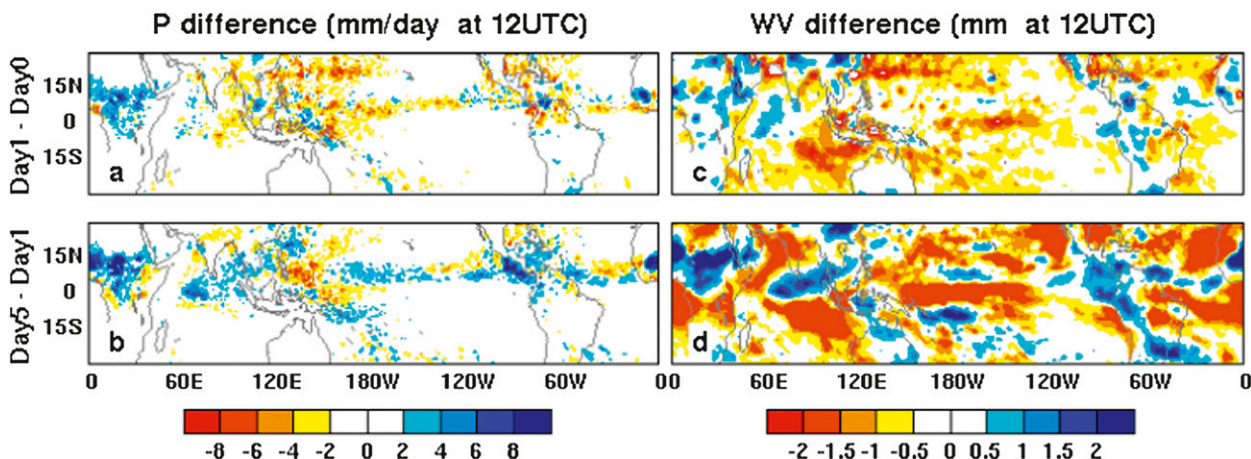 P difference (mm/day at 12UTC)
WV difference (mm at 12UTC)
Day1 - Day0
15N
0
15S
a
c
Day5 - Day1
15N
0
15S
b
d
0 60E 120E 180W 120W 60W
00 60E 120E 180W 120W 60W 0
-8 -6 -4 -2 0 2 4 6 8
-2 -1.5 -1 -0.5 0 0.5 1 1.5 2